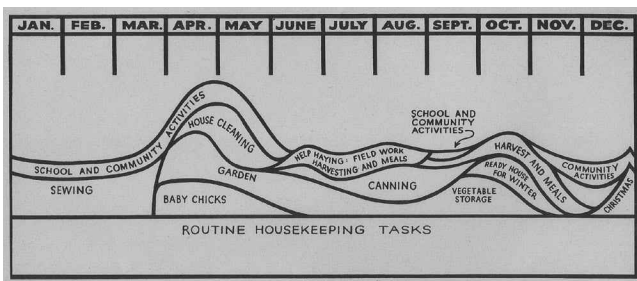 JAN. FEB. MAR. APR. MAY JUNE JULY AUG. SEPT. OCT. NOV. DEC.
SCHOOL AND COMMUNITY ACTIVITIES
SEWING
HOUSE CLEANING
GARDEN
BABY CHICKS
HELP HAYING: FIELD WORK
HARVESTING AND MEALS
CANNING
SCHOOL AND
COMMUNITY
ACTIVITIES
HARVEST AND MEALS
READY HOUSE
FOR WINTER
VEGETABLE
STORAGE
COMMUNITY
ACTIVITIES
CHRISTMAS
ROUTINE HOUSEKEEPING TASKS